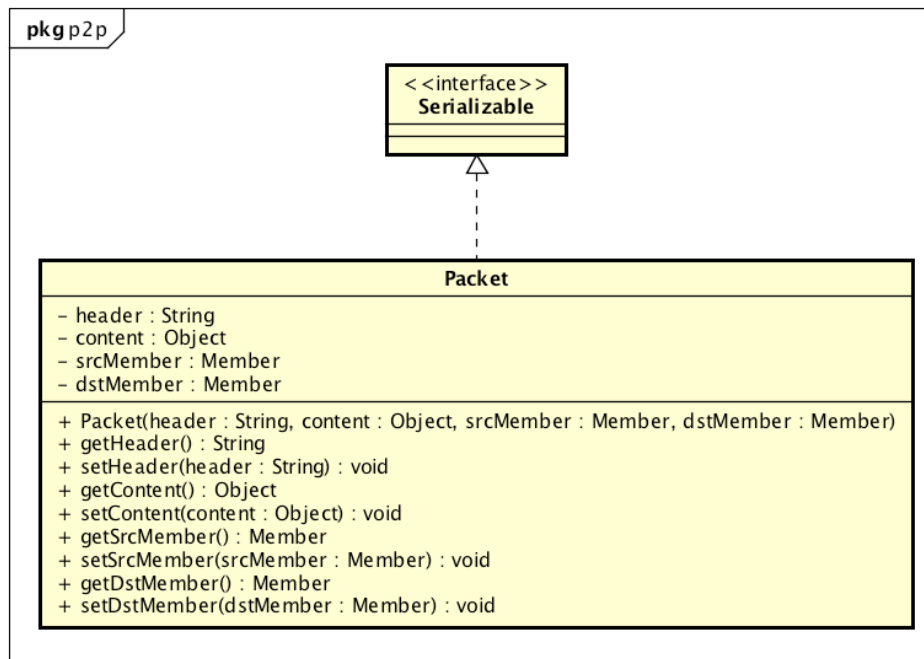 pkg p2p
<<interface>>
Serializable
Packet
- header : String
- content : Object
- srcMember : Member
- dstMember : Member
+ Packet(header : String, content : Object, srcMember : Member, dstMember : Member)
+ getHeader() : String
+ setHeader(header : String) : void
+ getContent() : Object
+ setContent(content : Object) : void
+ getSrcMember() : Member
+ setSrcMember(srcMember : Member) : void
+ getDstMember() : Member
+ setDstMember(dstMember : Member) : void